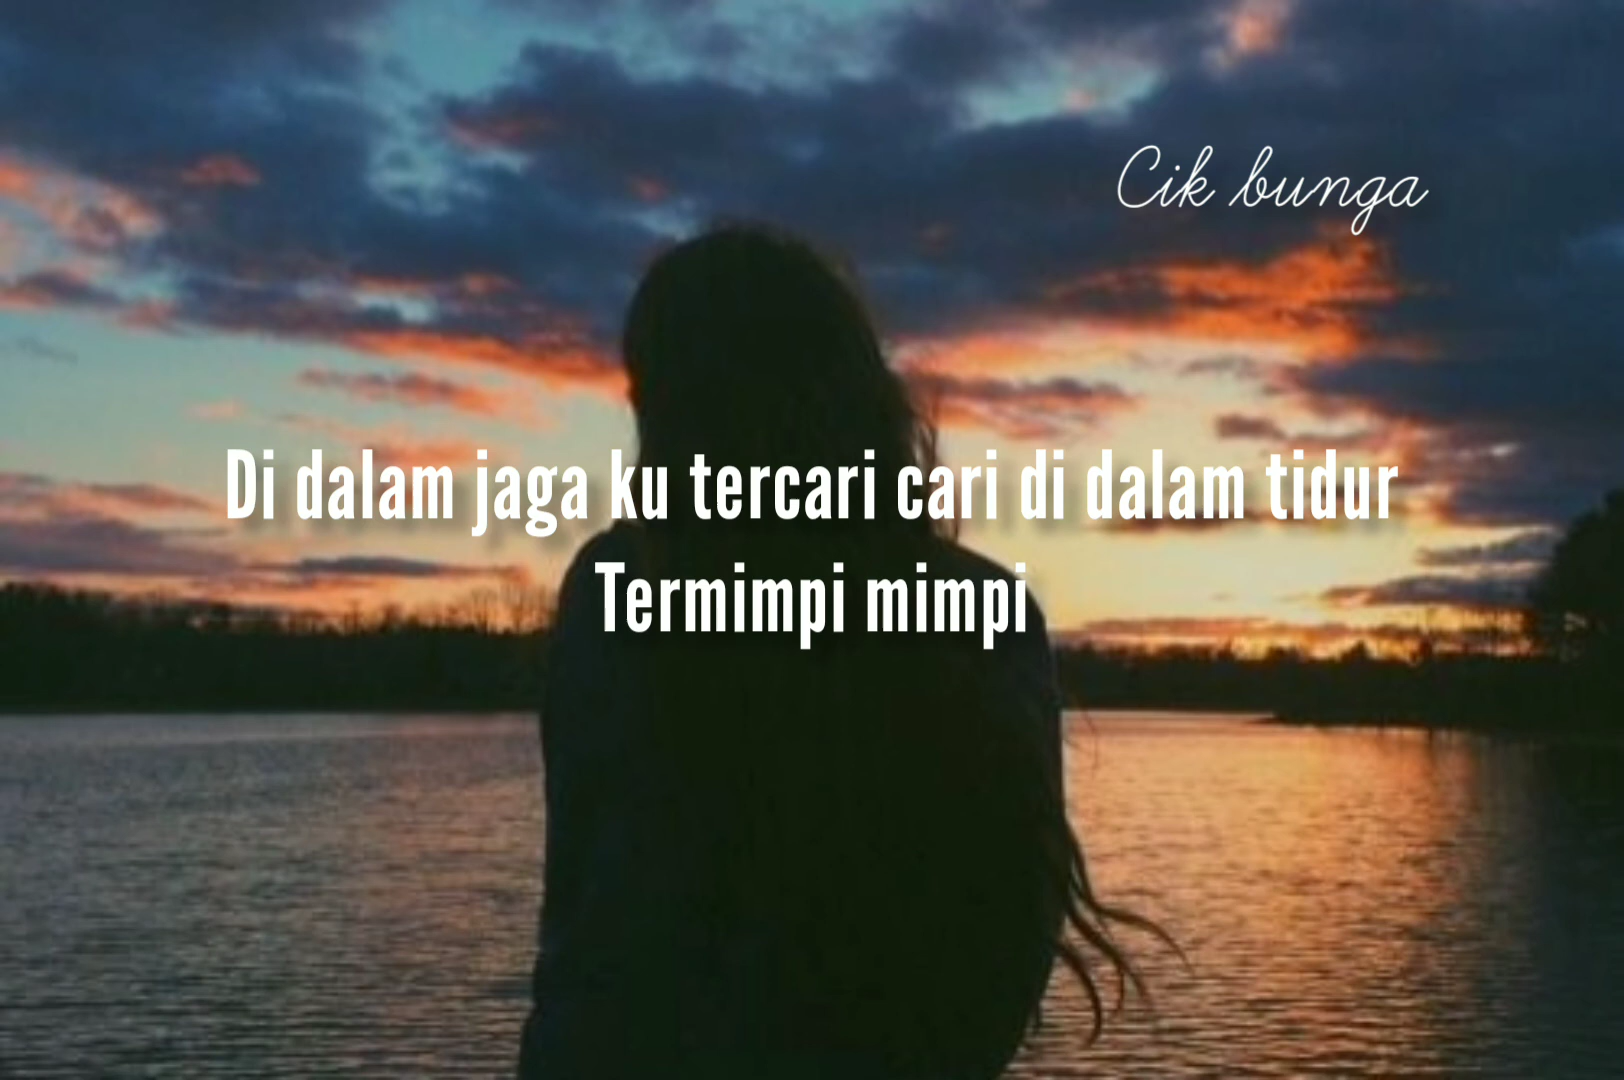 Cik bunga
Di dalam jaga ku tercari cari di dalam tidur
Termimpi mimpi